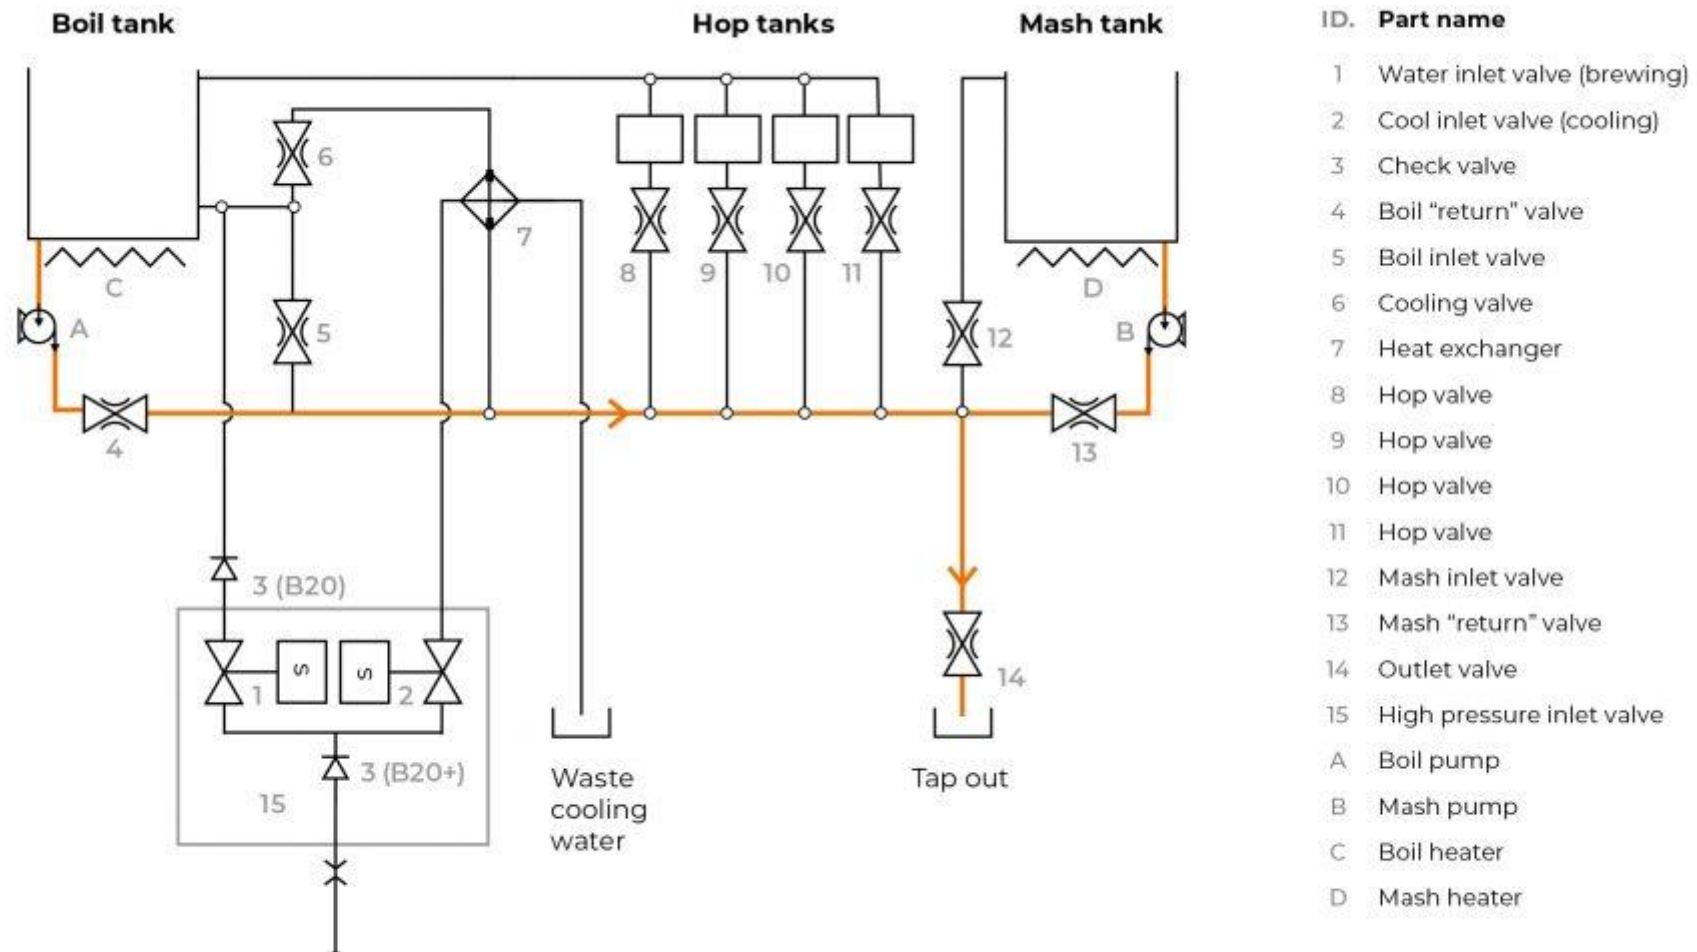 Boil tank
Hop tanks
Mash tank
6
7
C
8
9
10
11
D
A
5
12
B
4
13
3 (B20)
1
S
S
2
14
3 (B20+)
15
Waste
cooling
water
Tap out
ID. Part name
1 Water inlet valve (brewing)
2 Cool inlet valve (cooling)
3 Check valve
4 Boil “return” valve
5 Boil inlet valve
6 Cooling valve
7 Heat exchanger
8 Hop valve
9 Hop valve
10 Hop valve
11 Hop valve
12 Mash inlet valve
13 Mash “return” valve
14 Outlet valve
15 High pressure inlet valve
A Boil pump
B Mash pump
C Boil heater
D Mash heater